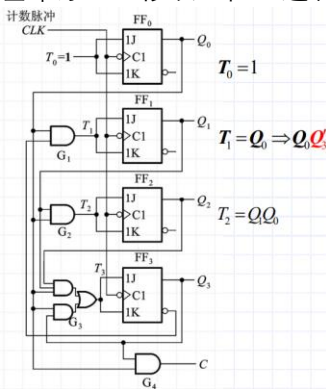 计数脉冲
CLK
FF₀
1J
C1
1K
T₀=1
Q₀
T₀ = 1
FF₁
1J
C1
1K
T₁
G₁
Q₁
T₁ = Q₀ ⇒ Q₀Q′₃
FF₂
1J
C1
1K
T₂
G₂
Q₂
T₂ = Q₁Q₀
FF₃
1J
C1
1K
T₃
G₃
Q₃
G₄
C